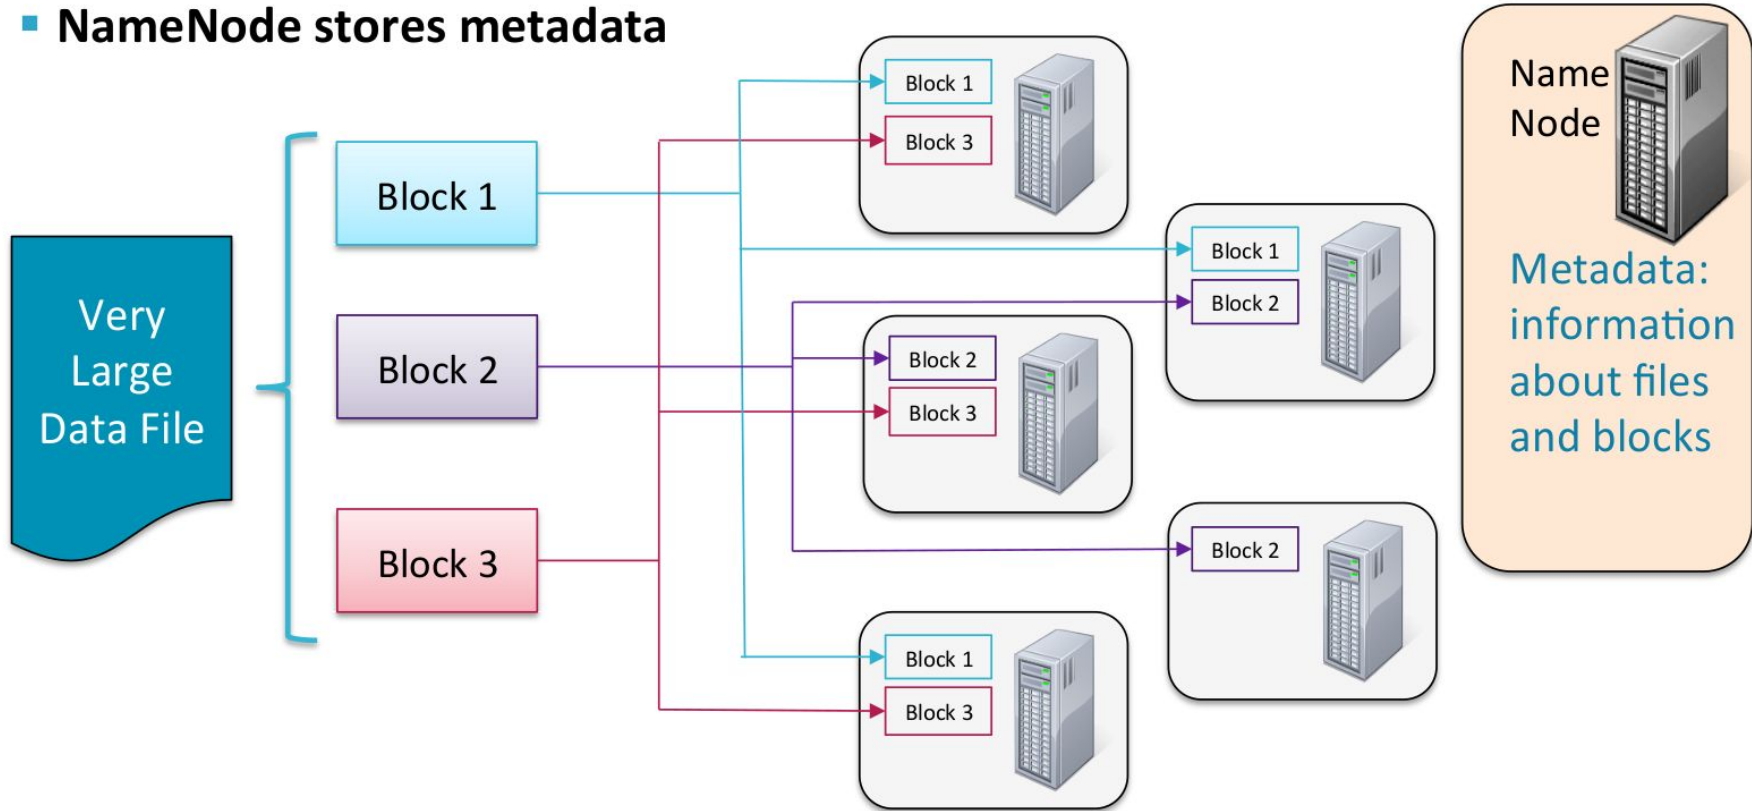 ▪ NameNode stores metadata
Very
Large
Data File
Block 1
Block 2
Block 3
Block 1
Block 3
Block 1
Block 2
Block 2
Block 3
Block 2
Block 1
Block 3
Name
Node
Metadata:
information
about files
and blocks